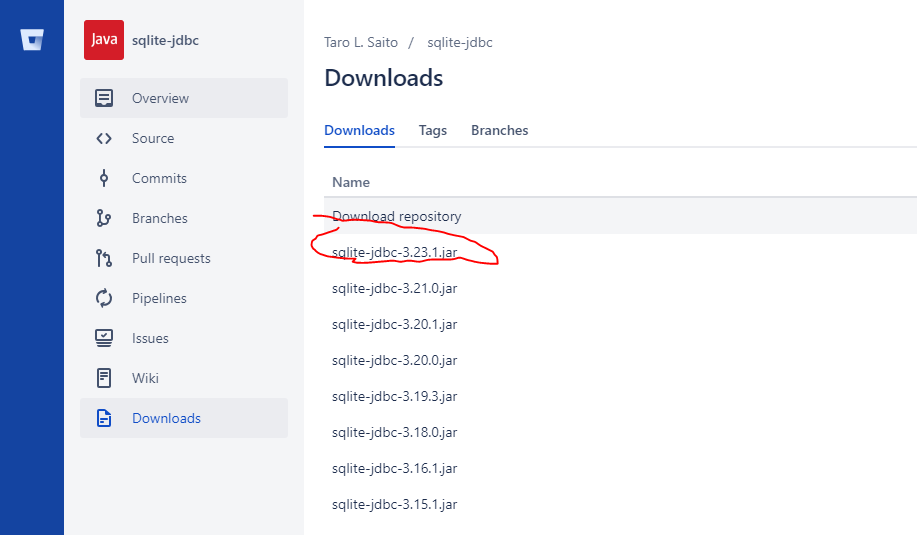 Java sqlite-jdbc
Overview
Source
Commits
Branches
Pull requests
Pipelines
Issues
Wiki
Downloads
Taro L. Saito / sqlite-jdbc
Downloads
Downloads Tags Branches
Name
Download repository
sqlite-jdbc-3.23.1.jar
sqlite-jdbc-3.21.0.jar
sqlite-jdbc-3.20.1.jar
sqlite-jdbc-3.20.0.jar
sqlite-jdbc-3.19.3.jar
sqlite-jdbc-3.18.0.jar
sqlite-jdbc-3.16.1.jar
sqlite-jdbc-3.15.1.jar